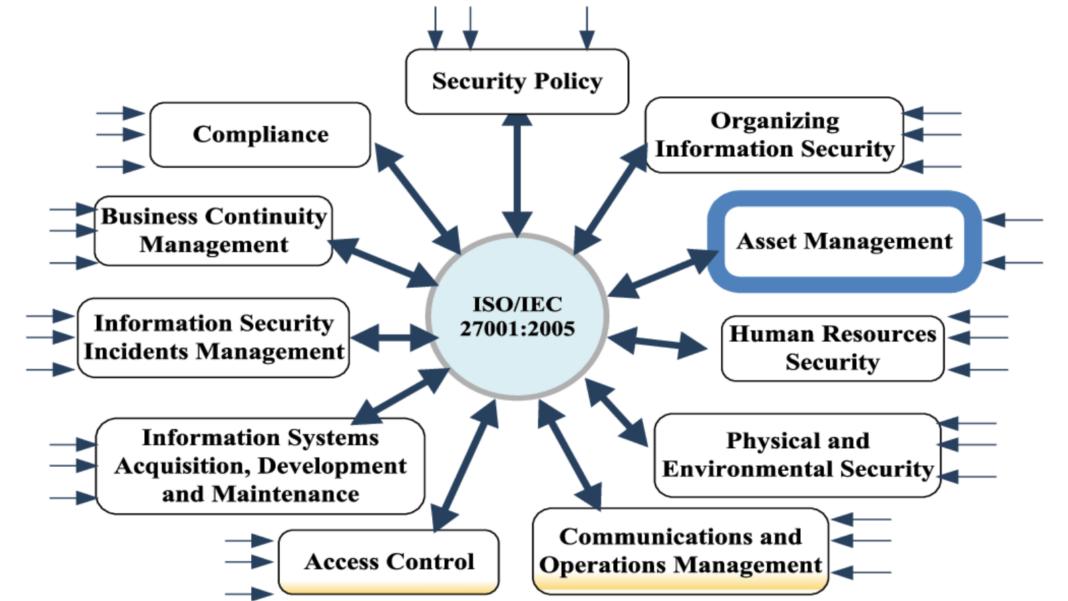 Security Policy
Compliance
Organizing
Information Security
Business Continuity
Management
Asset Management
ISO/IEC
27001:2005
Information Security
Incidents Management
Human Resources
Security
Information Systems
Acquisition, Development
and Maintenance
Physical and
Environmental Security
Access Control
Communications and
Operations Management